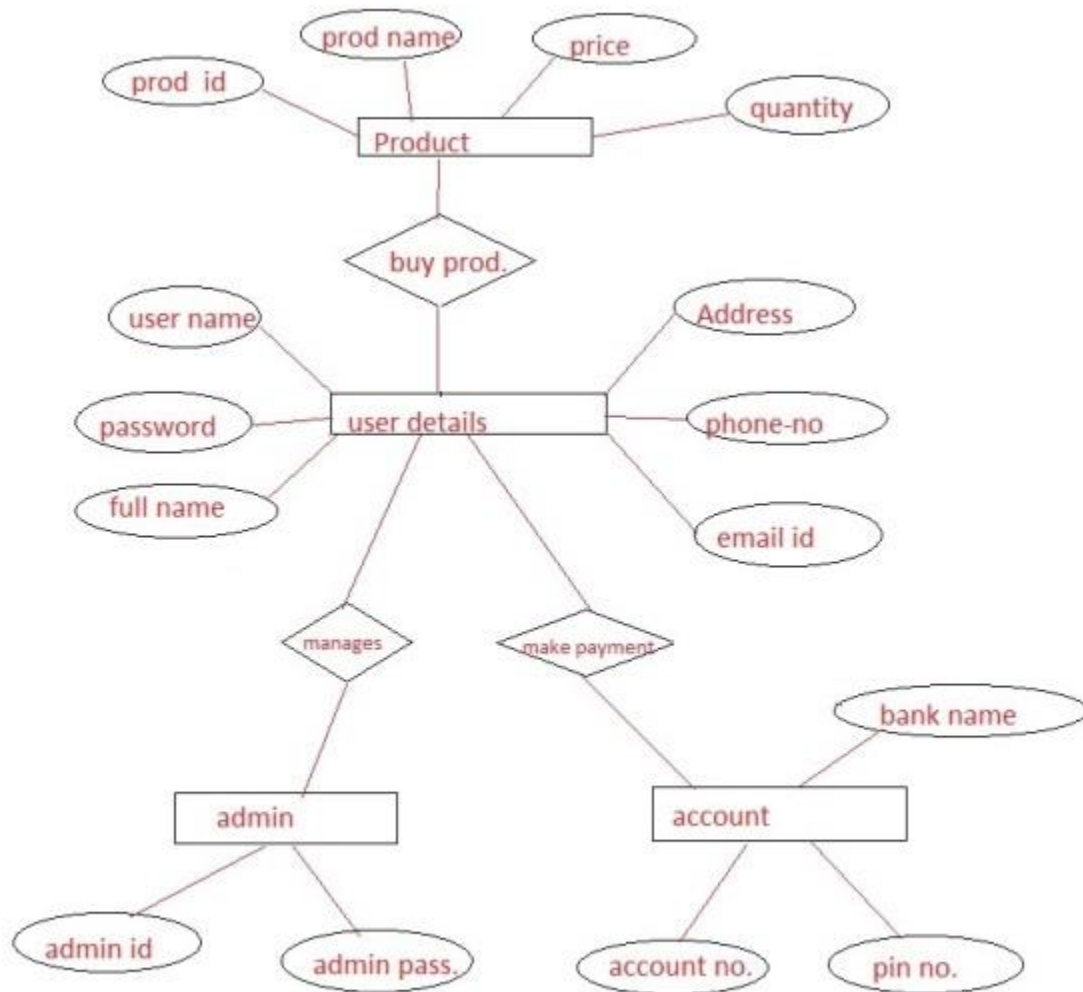 prod name
price
prod id
quantity
Product
buy prod.
user name
Address
password
user details
phone-no
full name
email id
manages
make payment
bank name
admin
account
admin id
admin pass.
account no.
pin no.